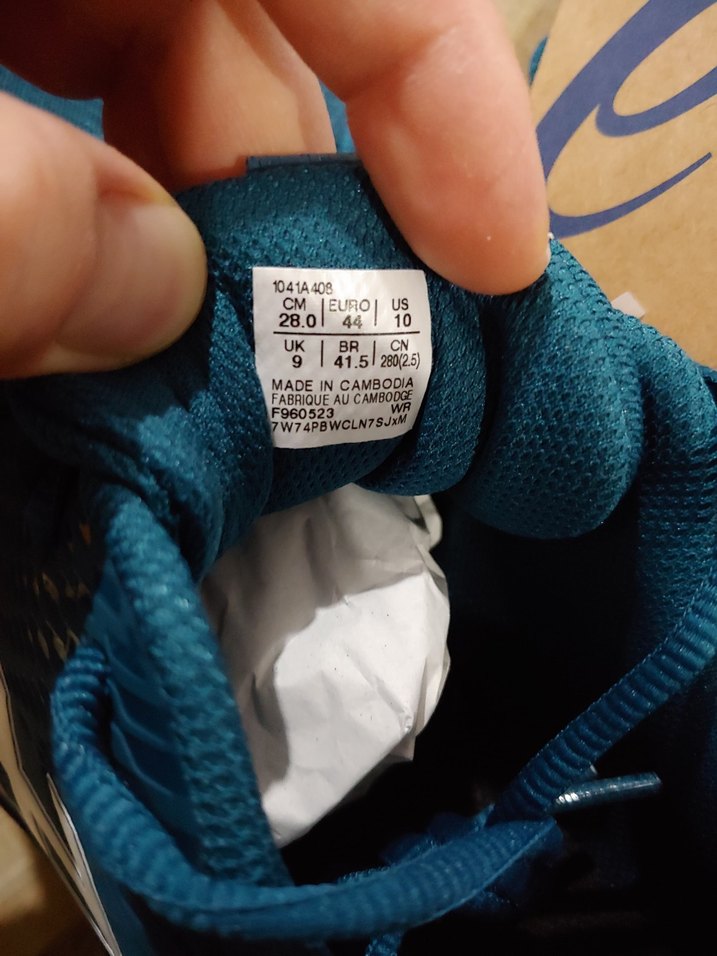 1041A408
CM | EURO | US
28.0 | 44 | 10
UK | BR | CN
9 | 41.5 | 280(2.5)
MADE IN CAMBODIA
FABRIQUE AU CAMBODGE
F960523 WR
7W74PBWCLN7SJxM